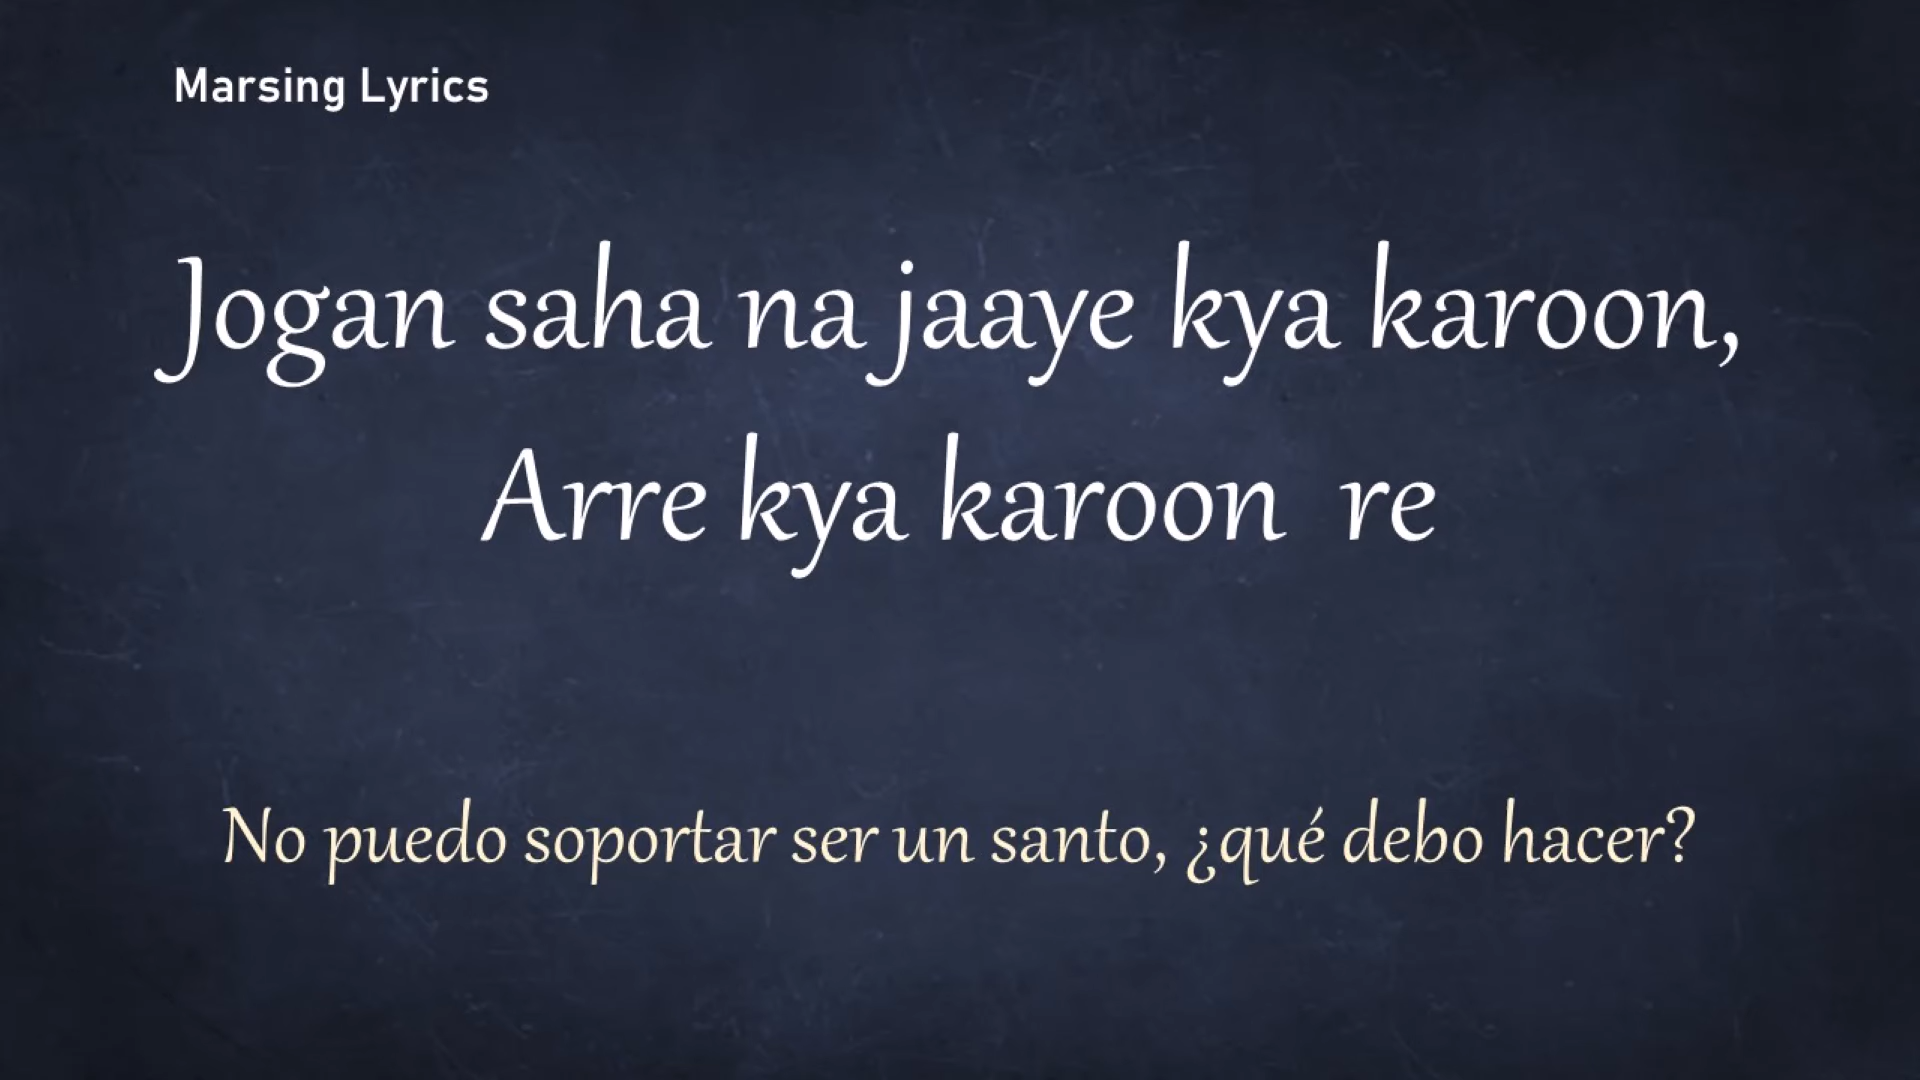 Marsing Lyrics
Jogan saha na jaaye kya karoon,
Arre kya karoon re
No puedo soportar ser un santo, ¿qué debo hacer?